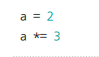 a = 2
a *= 3